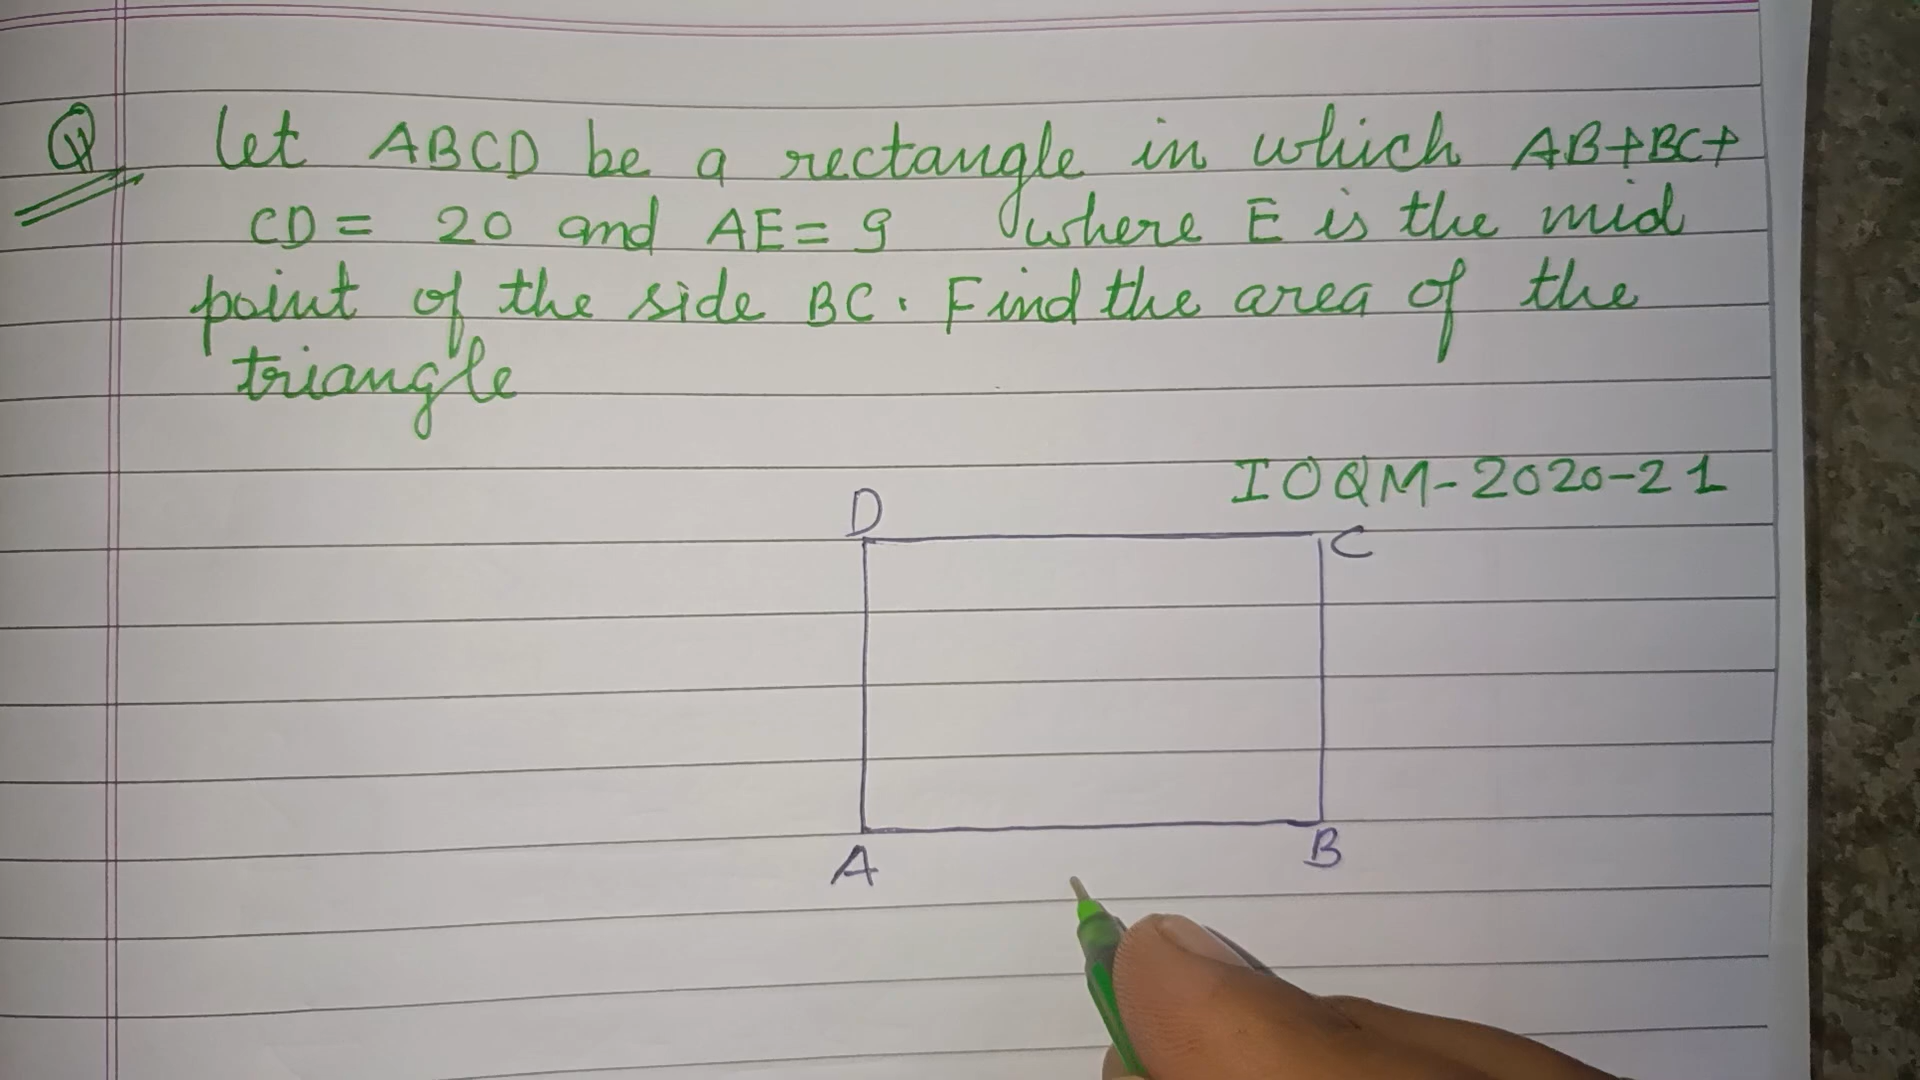 Q Let ABCD be a rectangle in which AB+BC+
CD = 20 and AE = 9 where E is the mid
point of the side BC. Find the area of the
triangle
IOQM-2020-21
D
C
A
B